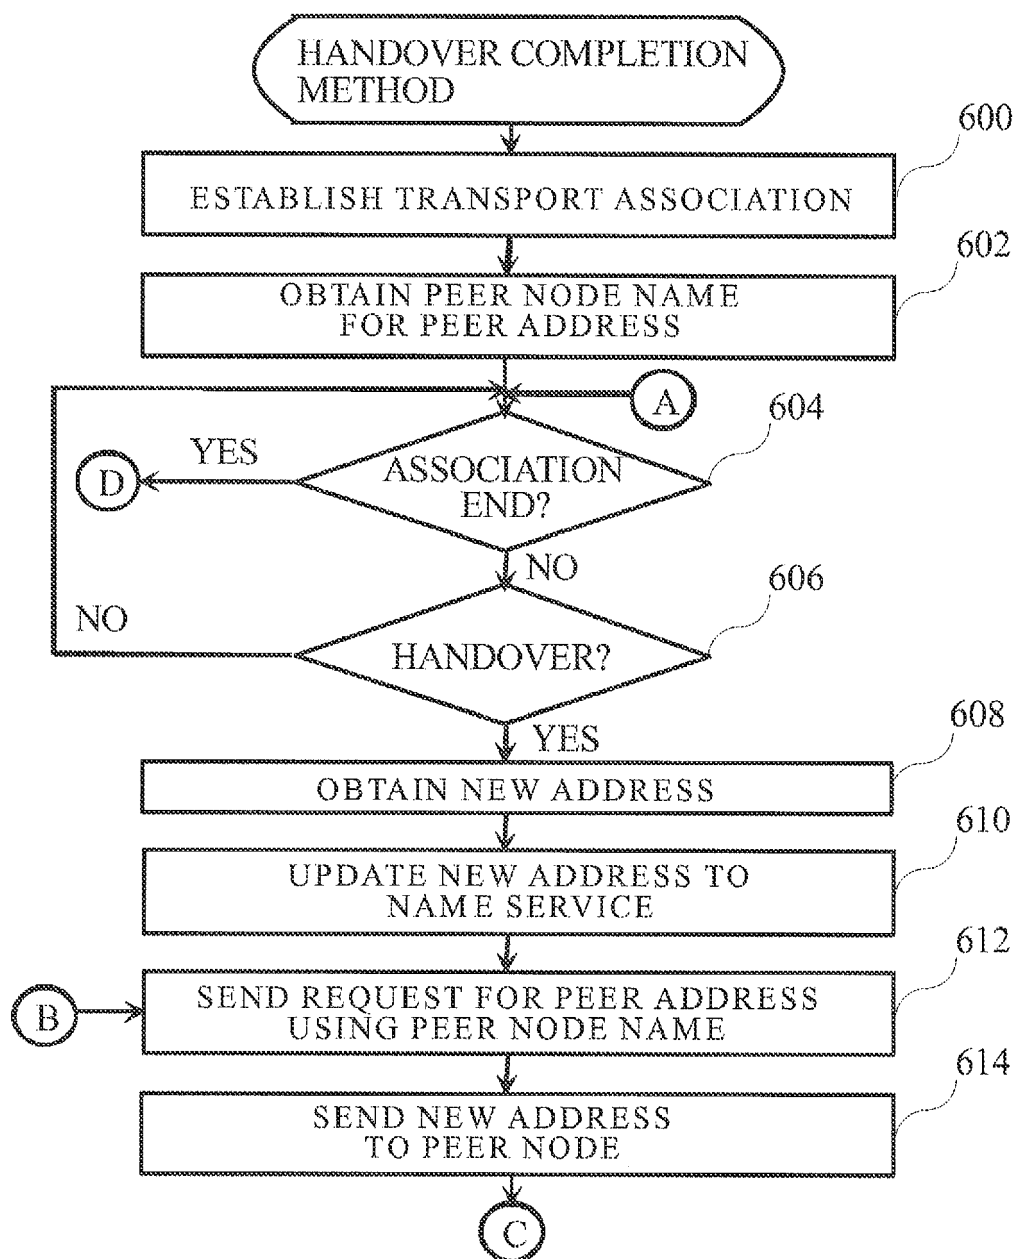 HANDOVER COMPLETION
METHOD
600
ESTABLISH TRANSPORT ASSOCIATION
602
OBTAIN PEER NODE NAME
FOR PEER ADDRESS
A
604
YES
D
ASSOCIATION
END?
NO
606
NO
HANDOVER?
YES
608
OBTAIN NEW ADDRESS
610
UPDATE NEW ADDRESS TO
NAME SERVICE
612
B
SEND REQUEST FOR PEER ADDRESS
USING PEER NODE NAME
614
SEND NEW ADDRESS
TO PEER NODE
C